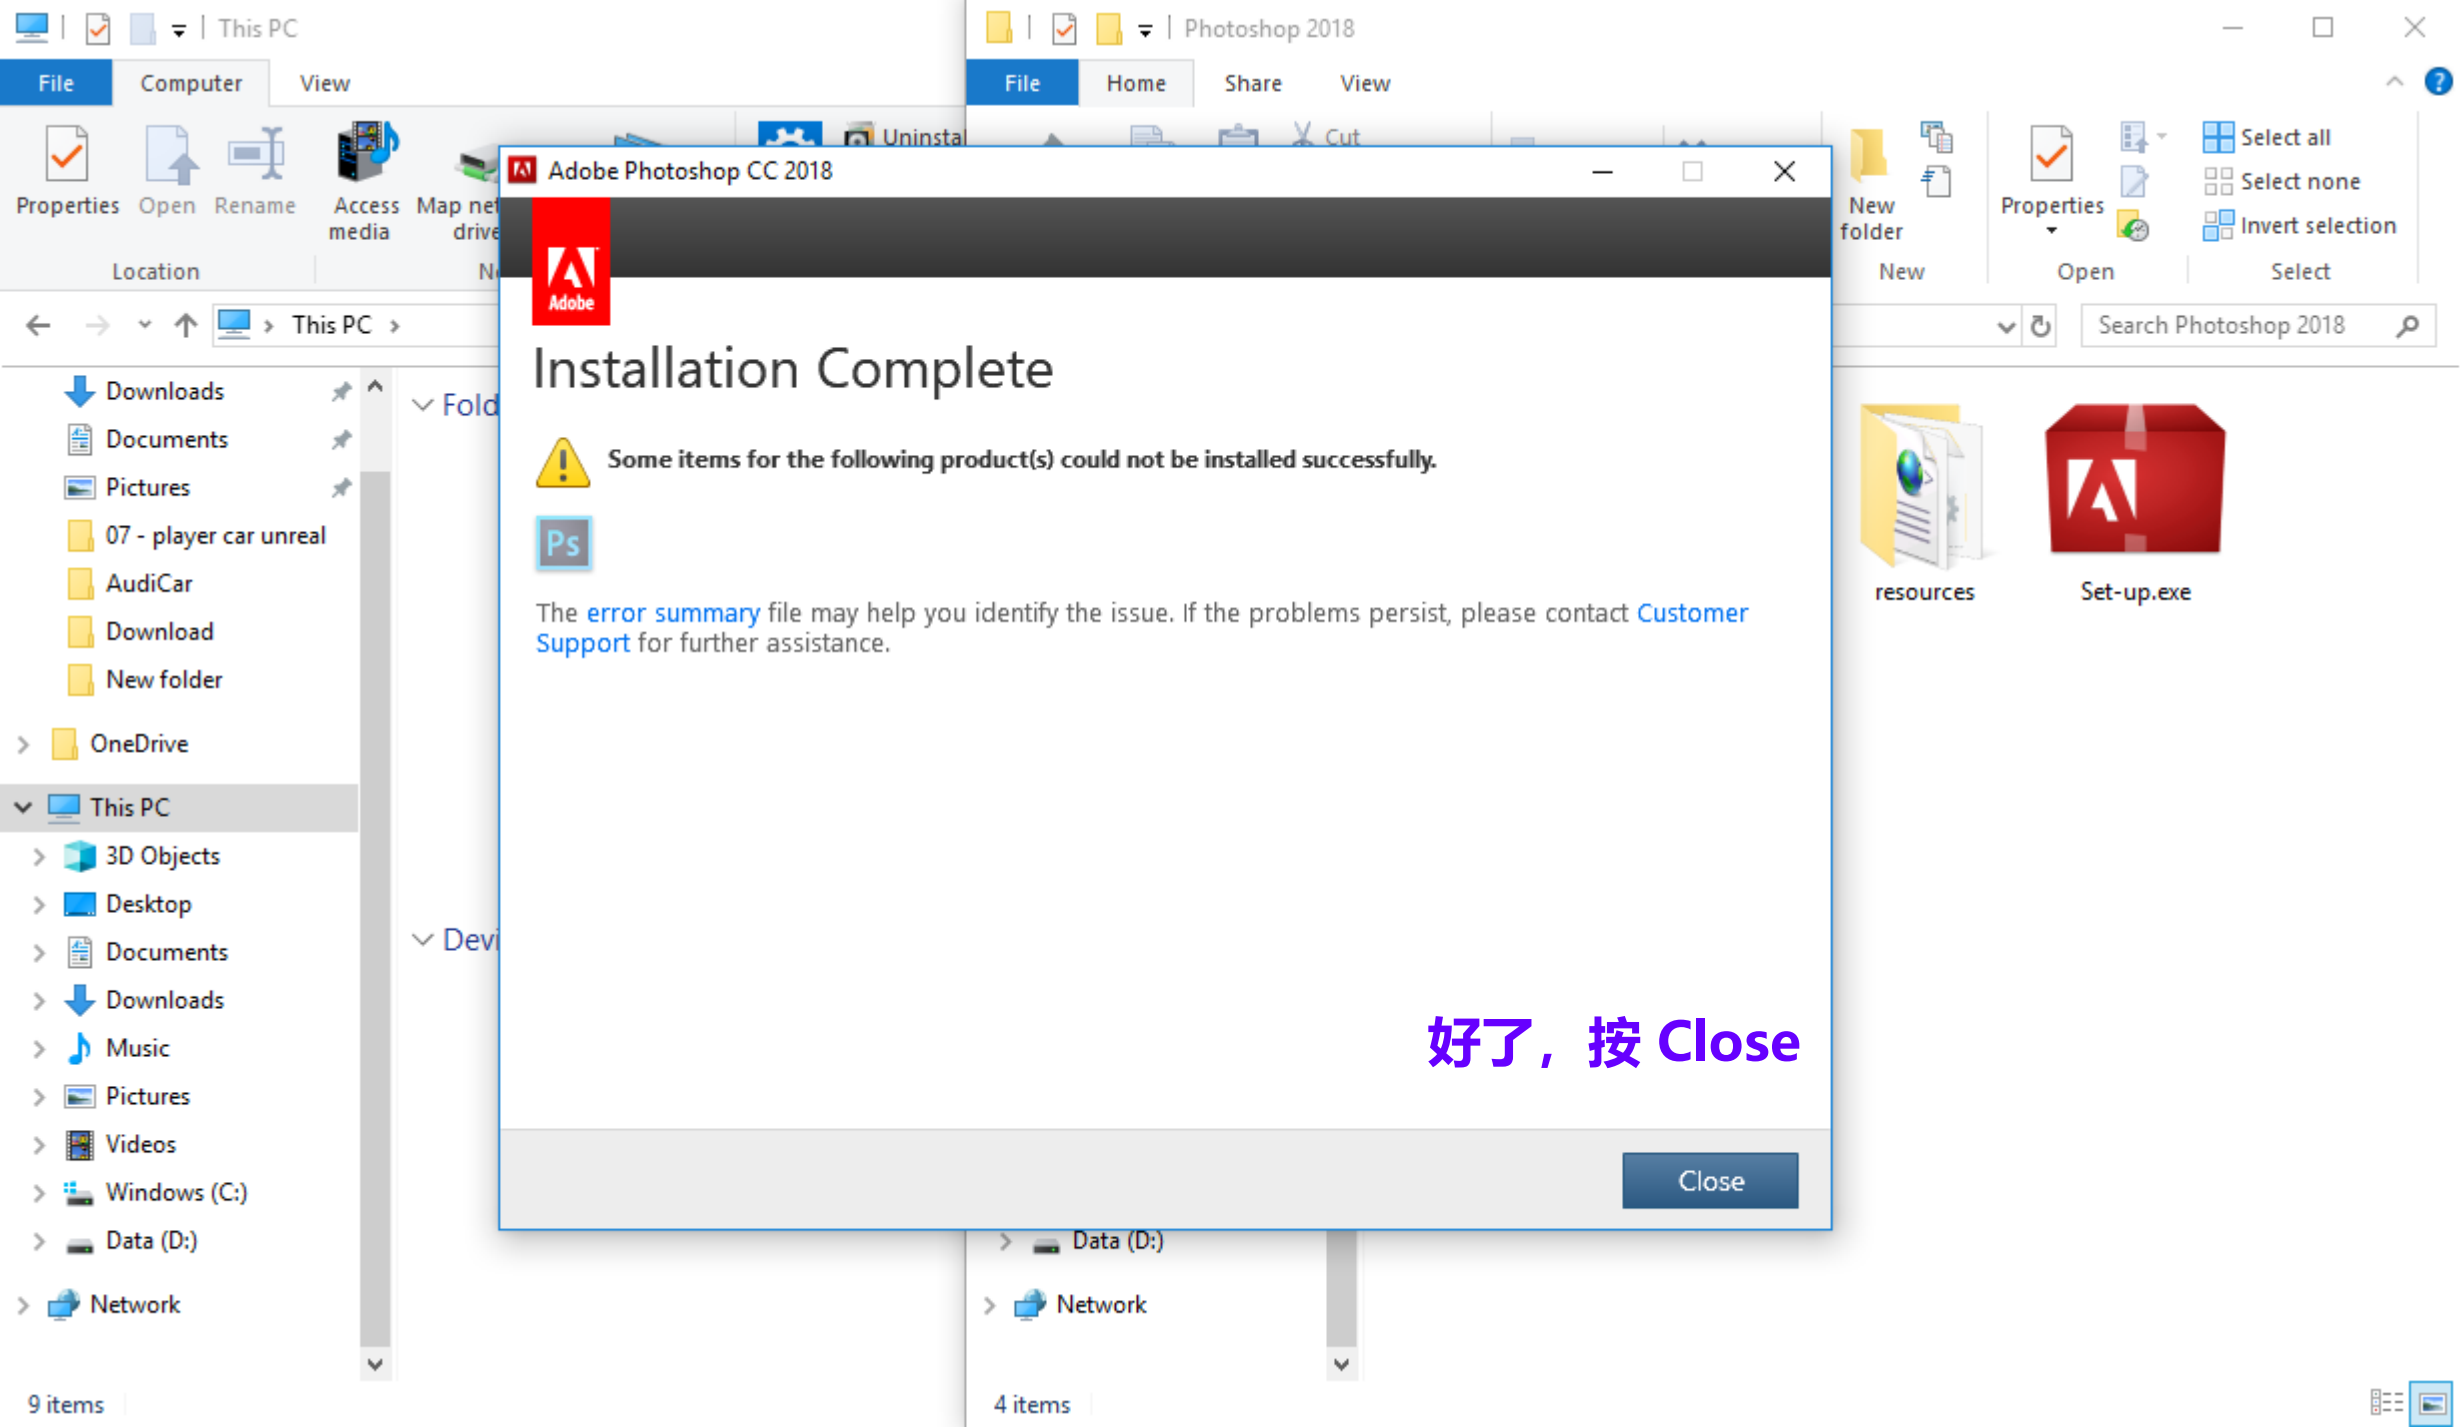 This PC
File
Computer
View
Properties
Open
Rename
Access media
Map net
drive
Uninstal
Location
This PC
Downloads
Documents
Pictures
07 - player car unreal
AudiCar
Download
New folder
OneDrive
This PC
3D Objects
Desktop
Documents
Downloads
Music
Pictures
Videos
Windows (C:)
Data (D:)
Network
9 items
Fold
Devi
Photoshop 2018
File
Home
Share
View
Cut
New folder
Properties
Select all
Select none
Invert selection
New
Open
Select
Search Photoshop 2018
resources
Set-up.exe
Adobe Photoshop CC 2018
Adobe
Installation Complete
Some items for the following product(s) could not be installed successfully.
Ps
The error summary file may help you identify the issue. If the problems persist, please contact Customer
Support for further assistance.
好了，按 Close
Close
Data (D:)
Network
4 items